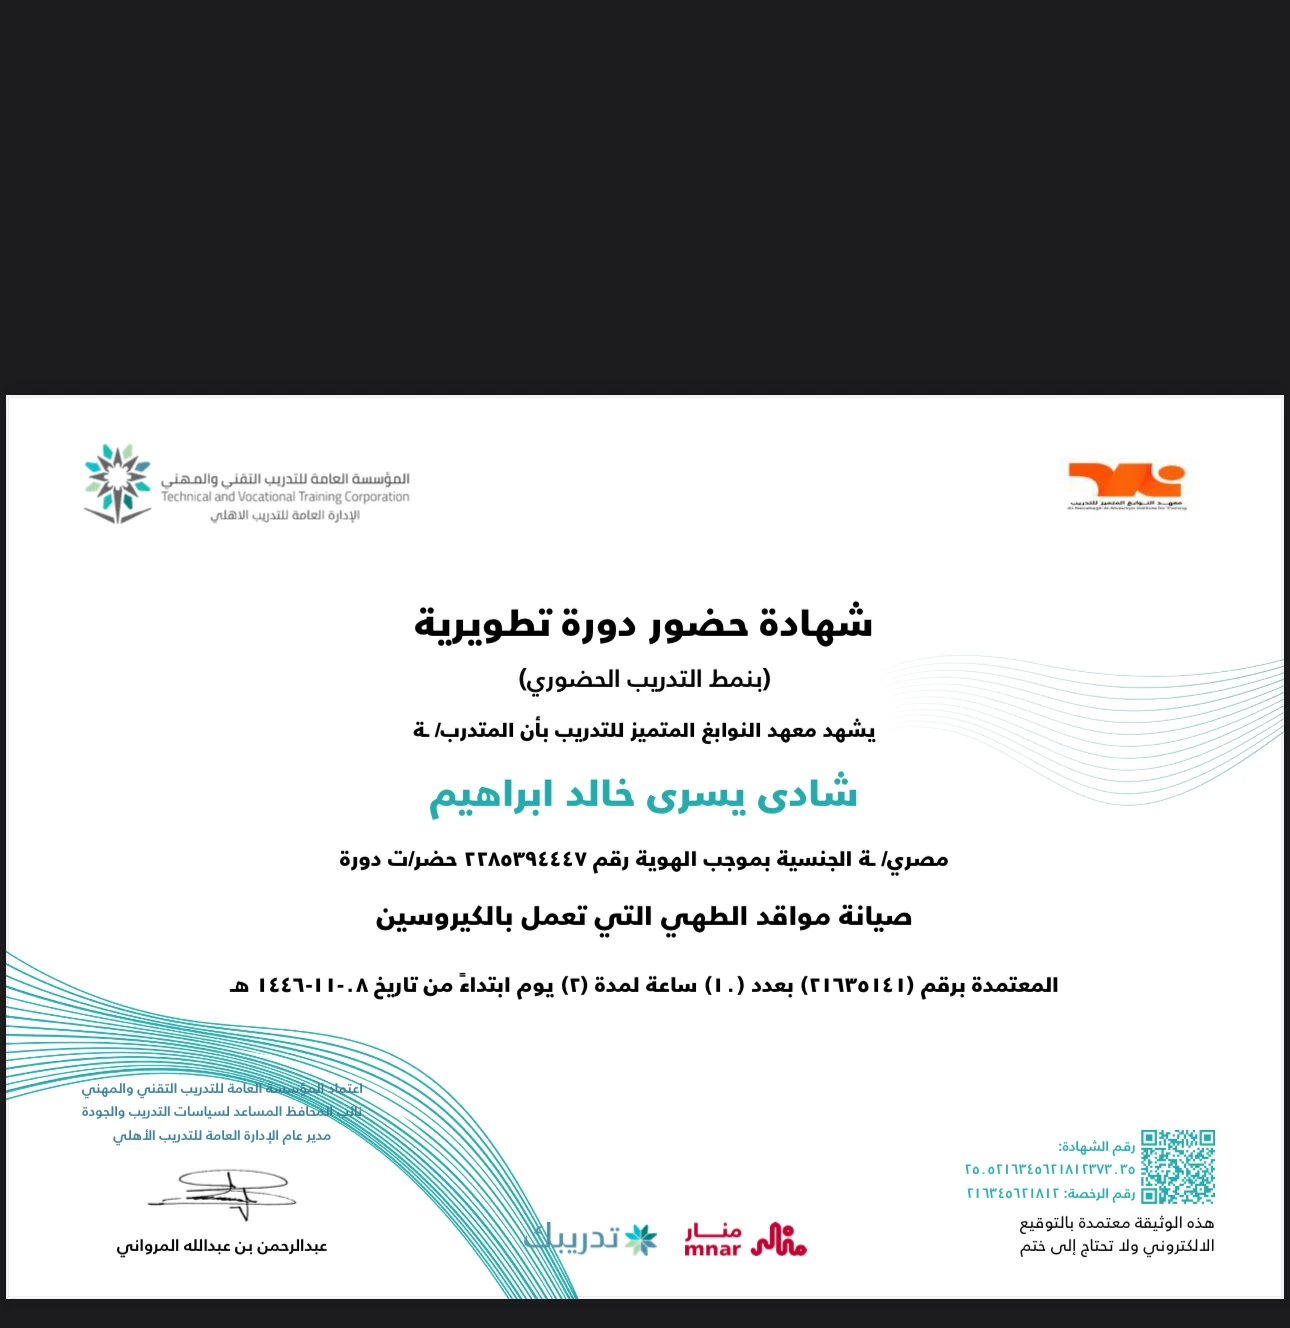 المؤسسة العامة للتدريب التقني والمهني
Technical and Vocational Training Corporation
الإدارة العامة للتدريب الاهلي
معهد النوابغ المتميز للتدريب
شهادة حضور دورة تطويرية
(بنمط التدريب الحضوري)
يشهد معهد النوابغ المتميز للتدريب بأن المتدرب/ ـة
شادى يسرى خالد ابراهيم
مصري/ ـة الجنسية بموجب الهوية رقم ٢٢٨٥٣٩٤٤٤٧ حضر/ت دورة
صيانة مواقد الطهي التي تعمل بالكيروسين
المعتمدة برقم (٢١٦٣٥١٤١) بعدد (١٠) ساعة لمدة (٢) يوم ابتداءً من تاريخ ٠٨-١١-١٤٤٦ هـ
اعتماد المؤسسة العامة للتدريب التقني والمهني
نائب المحافظ المساعد لسياسات التدريب والجودة
مدير عام الإدارة العامة للتدريب الأهلي
عبدالرحمن بن عبدالله المرواني
تدريبك
منار
mnar
رقم الشهادة:
٢٥٠٥٢١٦٣٤٥٦٢١٨١٢٣٧٣٠٣٥
رقم الرخصة: ٢١٦٣٤٥٦٢١٨١٢
هذه الوثيقة معتمدة بالتوقيع
الالكتروني ولا تحتاج إلى ختم